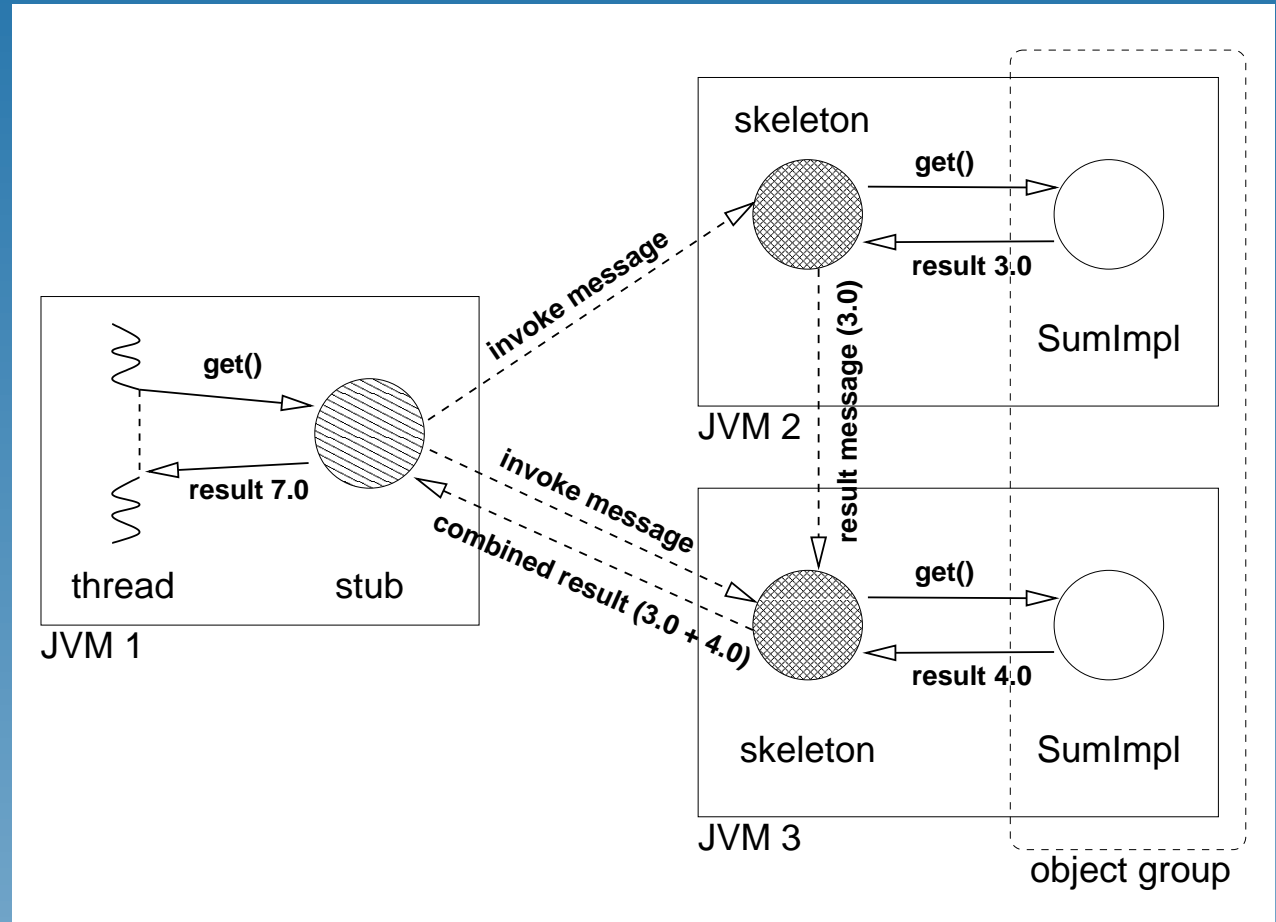 skeleton
get()
result 3.0
SumImpl
JVM 2
invoke message
result message (3.0)
get()
result 7.0
thread
stub
JVM 1
invoke message
combined result (3.0 + 4.0)
get()
result 4.0
skeleton
SumImpl
JVM 3
object group